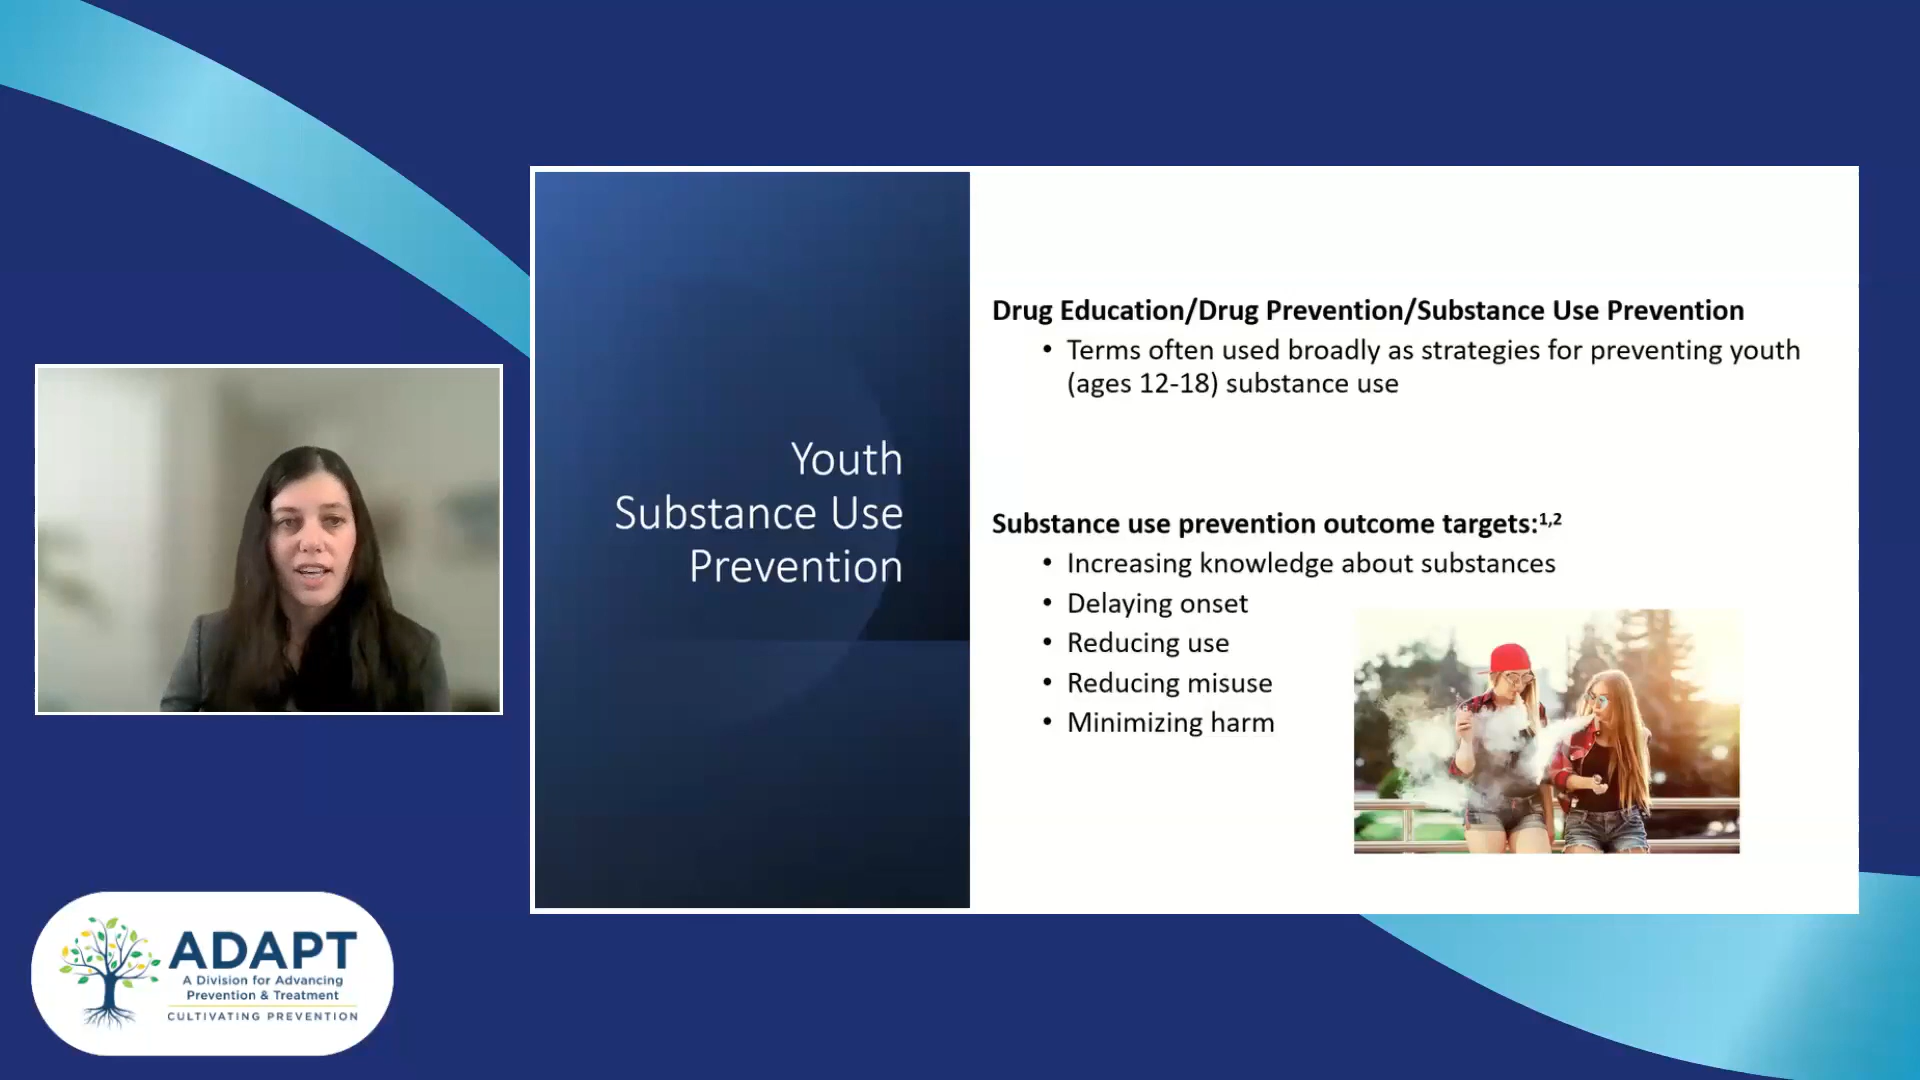 Youth
Substance Use
Prevention
Drug Education/Drug Prevention/Substance Use Prevention
• Terms often used broadly as strategies for preventing youth
(ages 12-18) substance use
Substance use prevention outcome targets:1,2
• Increasing knowledge about substances
• Delaying onset
• Reducing use
• Reducing misuse
• Minimizing harm
ADAPT
A Division for Advancing
Prevention & Treatment
CULTIVATING PREVENTION